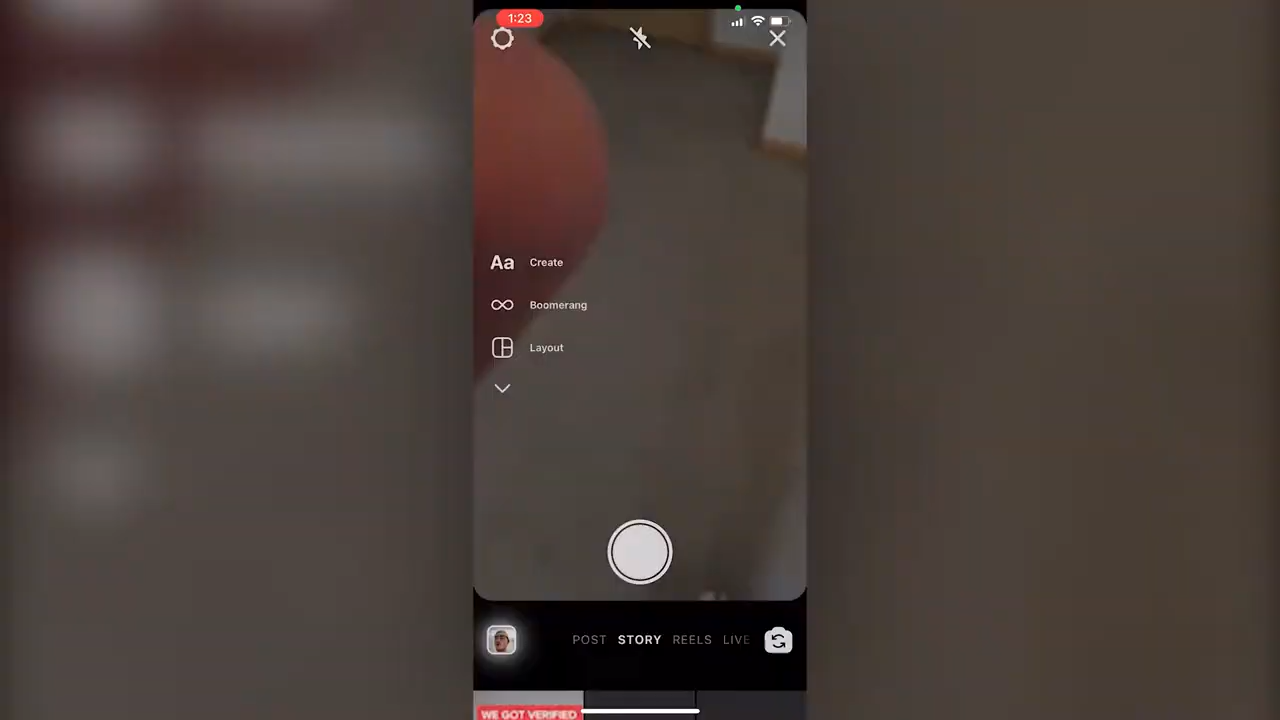 1:23
Aa Create
Boomerang
Layout
POST STORY REELS LIVE
WE GOT VERIFIED